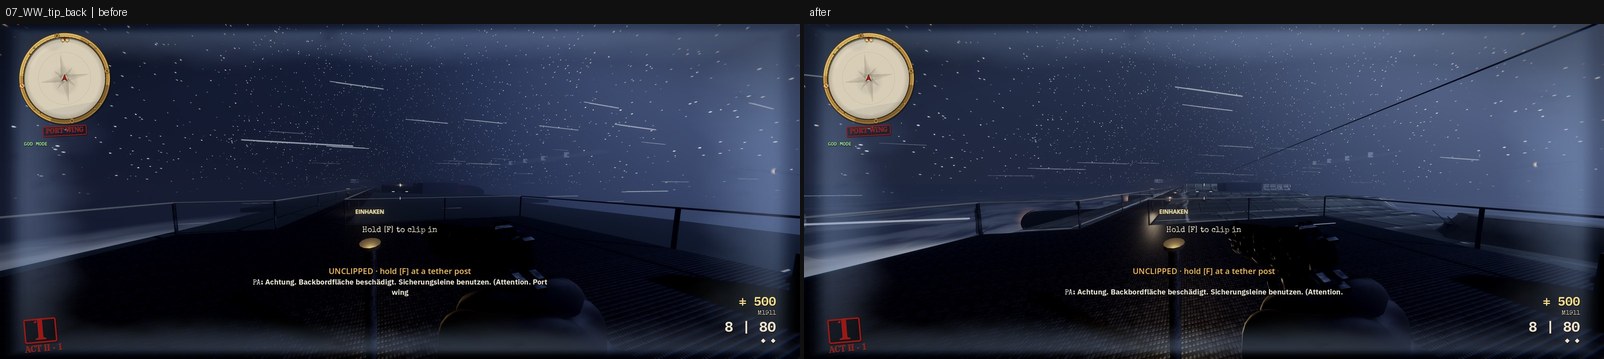 07_WW_tip_back | before
PORT WING
GOD MODE
EINHAKEN
Hold [F] to clip in
UNCLIPPED · hold [F] at a tether post
PA: Achtung. Backbordfläche beschädigt. Sicherungsleine benutzen. (Attention. Port
wing
500
M1911
8 | 80
I
ACT II · 1
after
PORT WING
GOD MODE
EINHAKEN
Hold [F] to clip in
UNCLIPPED · hold [F] at a tether post
PA: Achtung. Backbordfläche beschädigt. Sicherungsleine benutzen. (Attention.
500
M1911
8 | 80
I
ACT II · 1